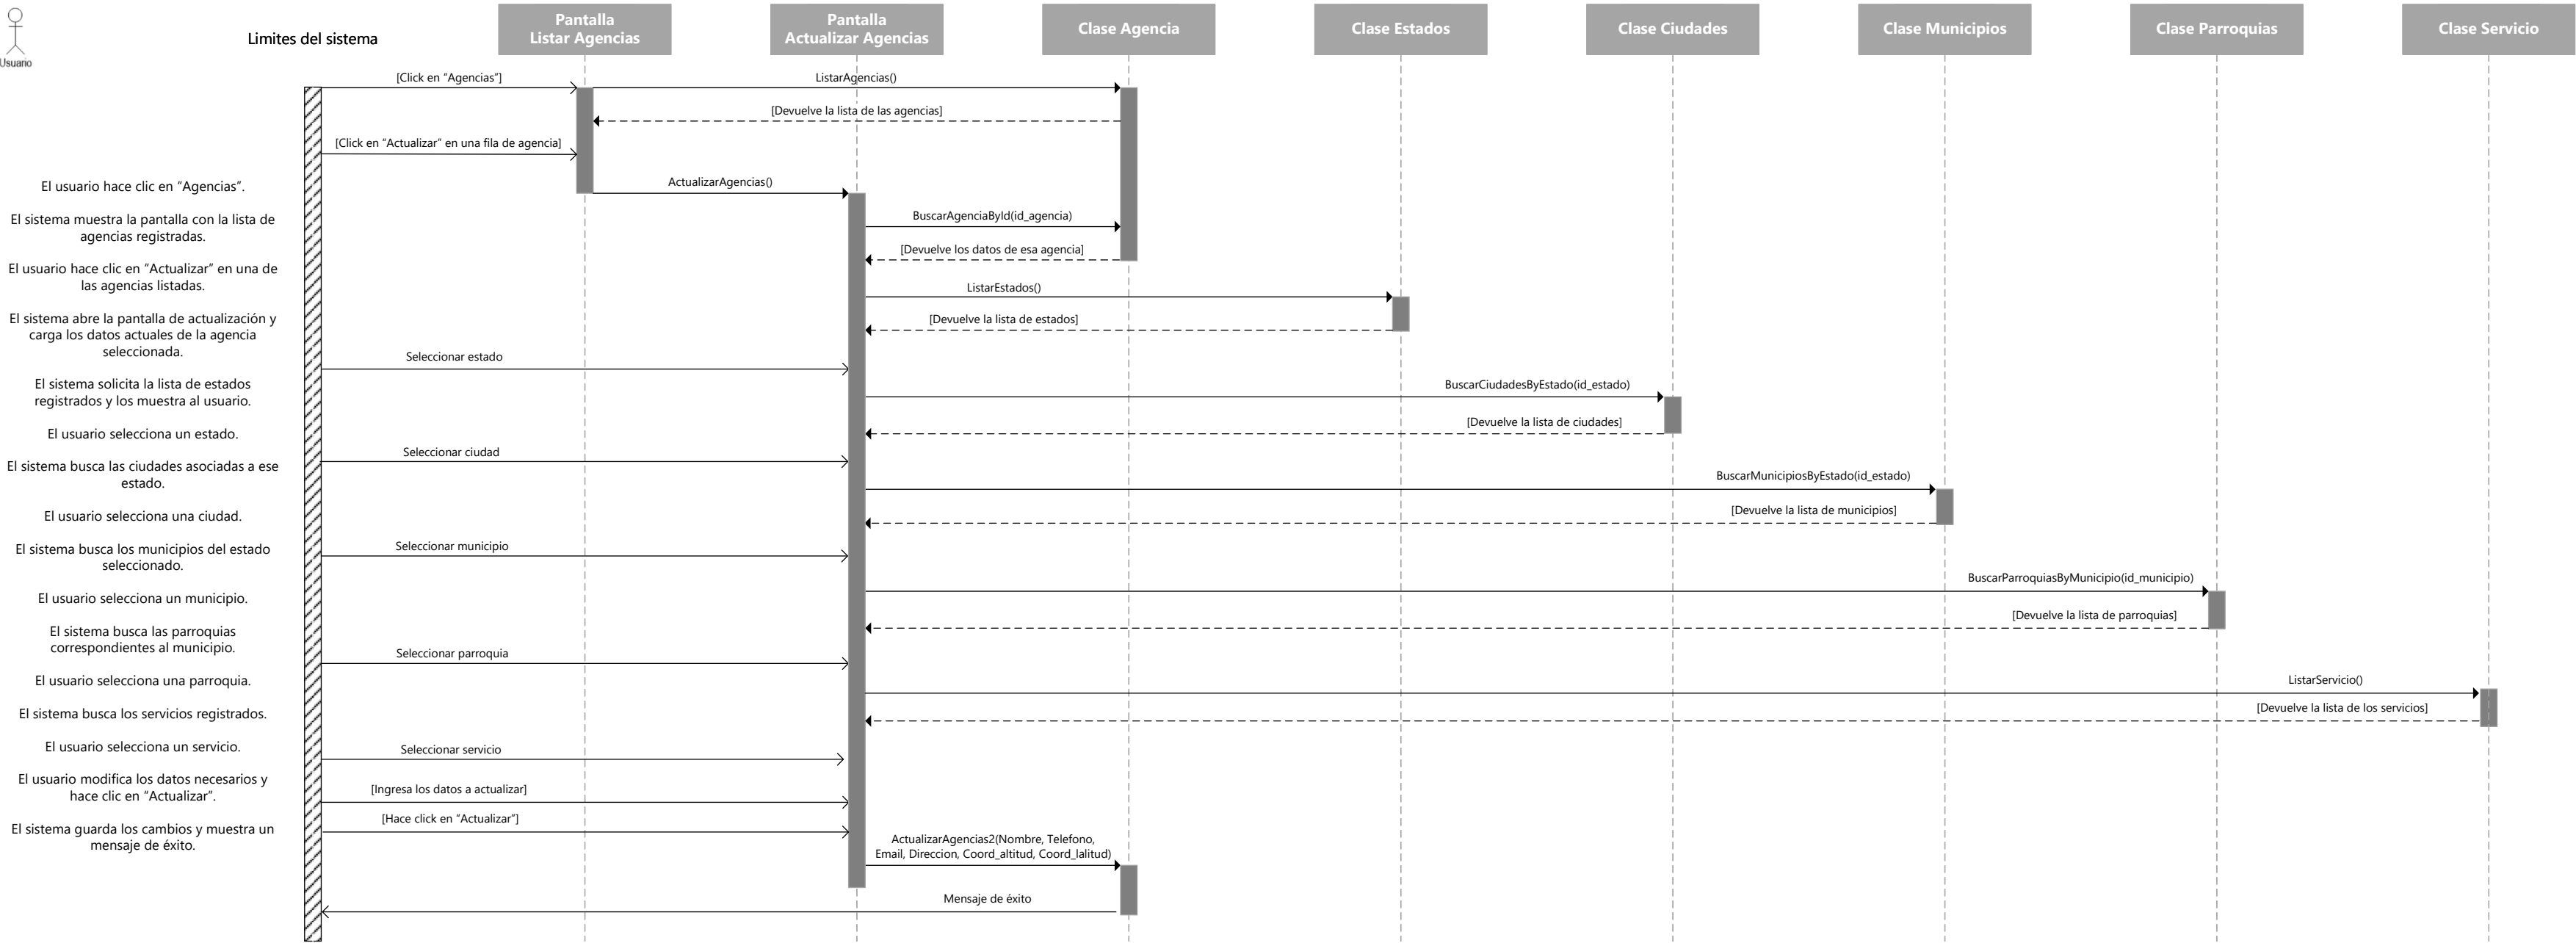 Usuario
Limites del sistema
Pantalla
Listar Agencias
Pantalla
Actualizar Agencias
Clase Agencia
Clase Estados
Clase Ciudades
Clase Municipios
Clase Parroquias
Clase Servicio
[Click en “Agencias”]
ListarAgencias()
[Devuelve la lista de las agencias]
[Click en “Actualizar” en una fila de agencia]
ActualizarAgencias()
BuscarAgenciaById(id_agencia)
[Devuelve los datos de esa agencia]
ListarEstados()
[Devuelve la lista de estados]
Seleccionar estado
BuscarCiudadesByEstado(id_estado)
[Devuelve la lista de ciudades]
Seleccionar ciudad
BuscarMunicipiosByEstado(id_estado)
[Devuelve la lista de municipios]
Seleccionar municipio
BuscarParroquiasByMunicipio(id_municipio)
[Devuelve la lista de parroquias]
Seleccionar parroquia
ListarServicio()
[Devuelve la lista de los servicios]
Seleccionar servicio
[Ingresa los datos a actualizar]
[Hace click en “Actualizar”]
ActualizarAgencias2(Nombre, Telefono,
Email, Direccion, Coord_altitud, Coord_lalitud)
Mensaje de éxito
El usuario hace clic en “Agencias”.
El sistema muestra la pantalla con la lista de
agencias registradas.
El usuario hace clic en “Actualizar” en una de
las agencias listadas.
El sistema abre la pantalla de actualización y
carga los datos actuales de la agencia
seleccionada.
El sistema solicita la lista de estados
registrados y los muestra al usuario.
El usuario selecciona un estado.
El sistema busca las ciudades asociadas a ese
estado.
El usuario selecciona una ciudad.
El sistema busca los municipios del estado
seleccionado.
El usuario selecciona un municipio.
El sistema busca las parroquias
correspondientes al municipio.
El usuario selecciona una parroquia.
El sistema busca los servicios registrados.
El usuario selecciona un servicio.
El usuario modifica los datos necesarios y
hace clic en “Actualizar”.
El sistema guarda los cambios y muestra un
mensaje de éxito.